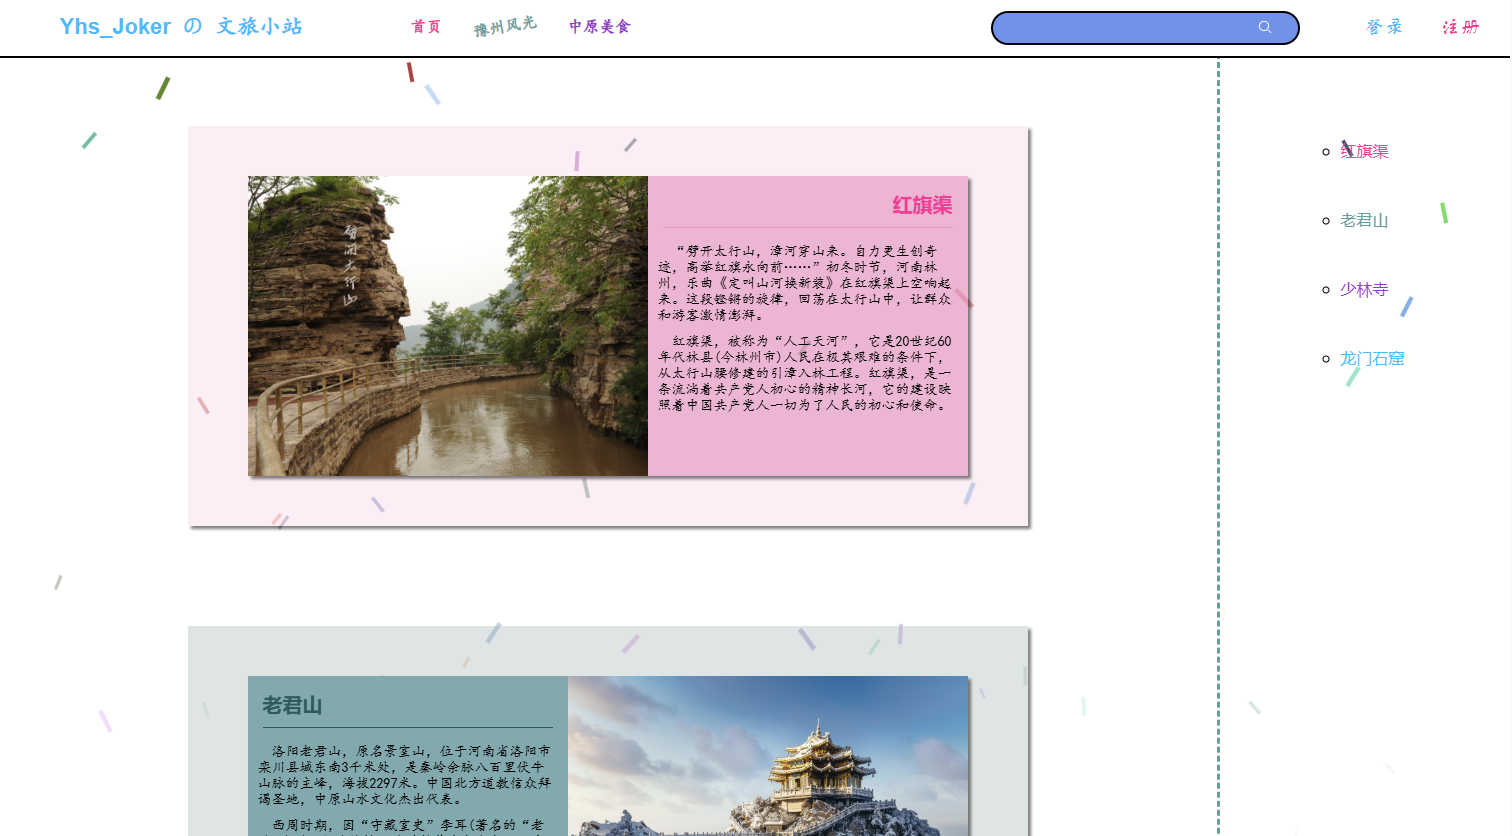 Yhs_Joker の 文旅小站
首页
豫州风光
中原美食
登录
注册
红旗渠
老君山
少林寺
龙门石窟
劈开太行山
红旗渠
“劈开太行山，漳河穿山来。自力更生创奇
迹，高举红旗永向前……”初冬时节，河南林
州，乐曲《定叫山河换新装》在红旗渠上空响起
来。这段铿锵的旋律，回荡在太行山中，让群众
和游客激情澎湃。
红旗渠，被称为“人工天河”，它是20世纪60
年代林县(今林州市)人民在极其艰难的条件下，
从太行山腰修建的引漳入林工程。红旗渠，是一
条流淌着共产党人初心的精神长河，它的建设映
照着中国共产党人一切为了人民的初心和使命。
老君山
洛阳老君山，原名景室山，位于河南省洛阳市
栾川县城东南3千米处，是秦岭余脉八百里伏牛
山脉的主峰，海拔2297米。中国北方道教信众拜
谒圣地，中原山水文化杰出代表。
西周时期，因“守藏室史”李耳(著名的“老